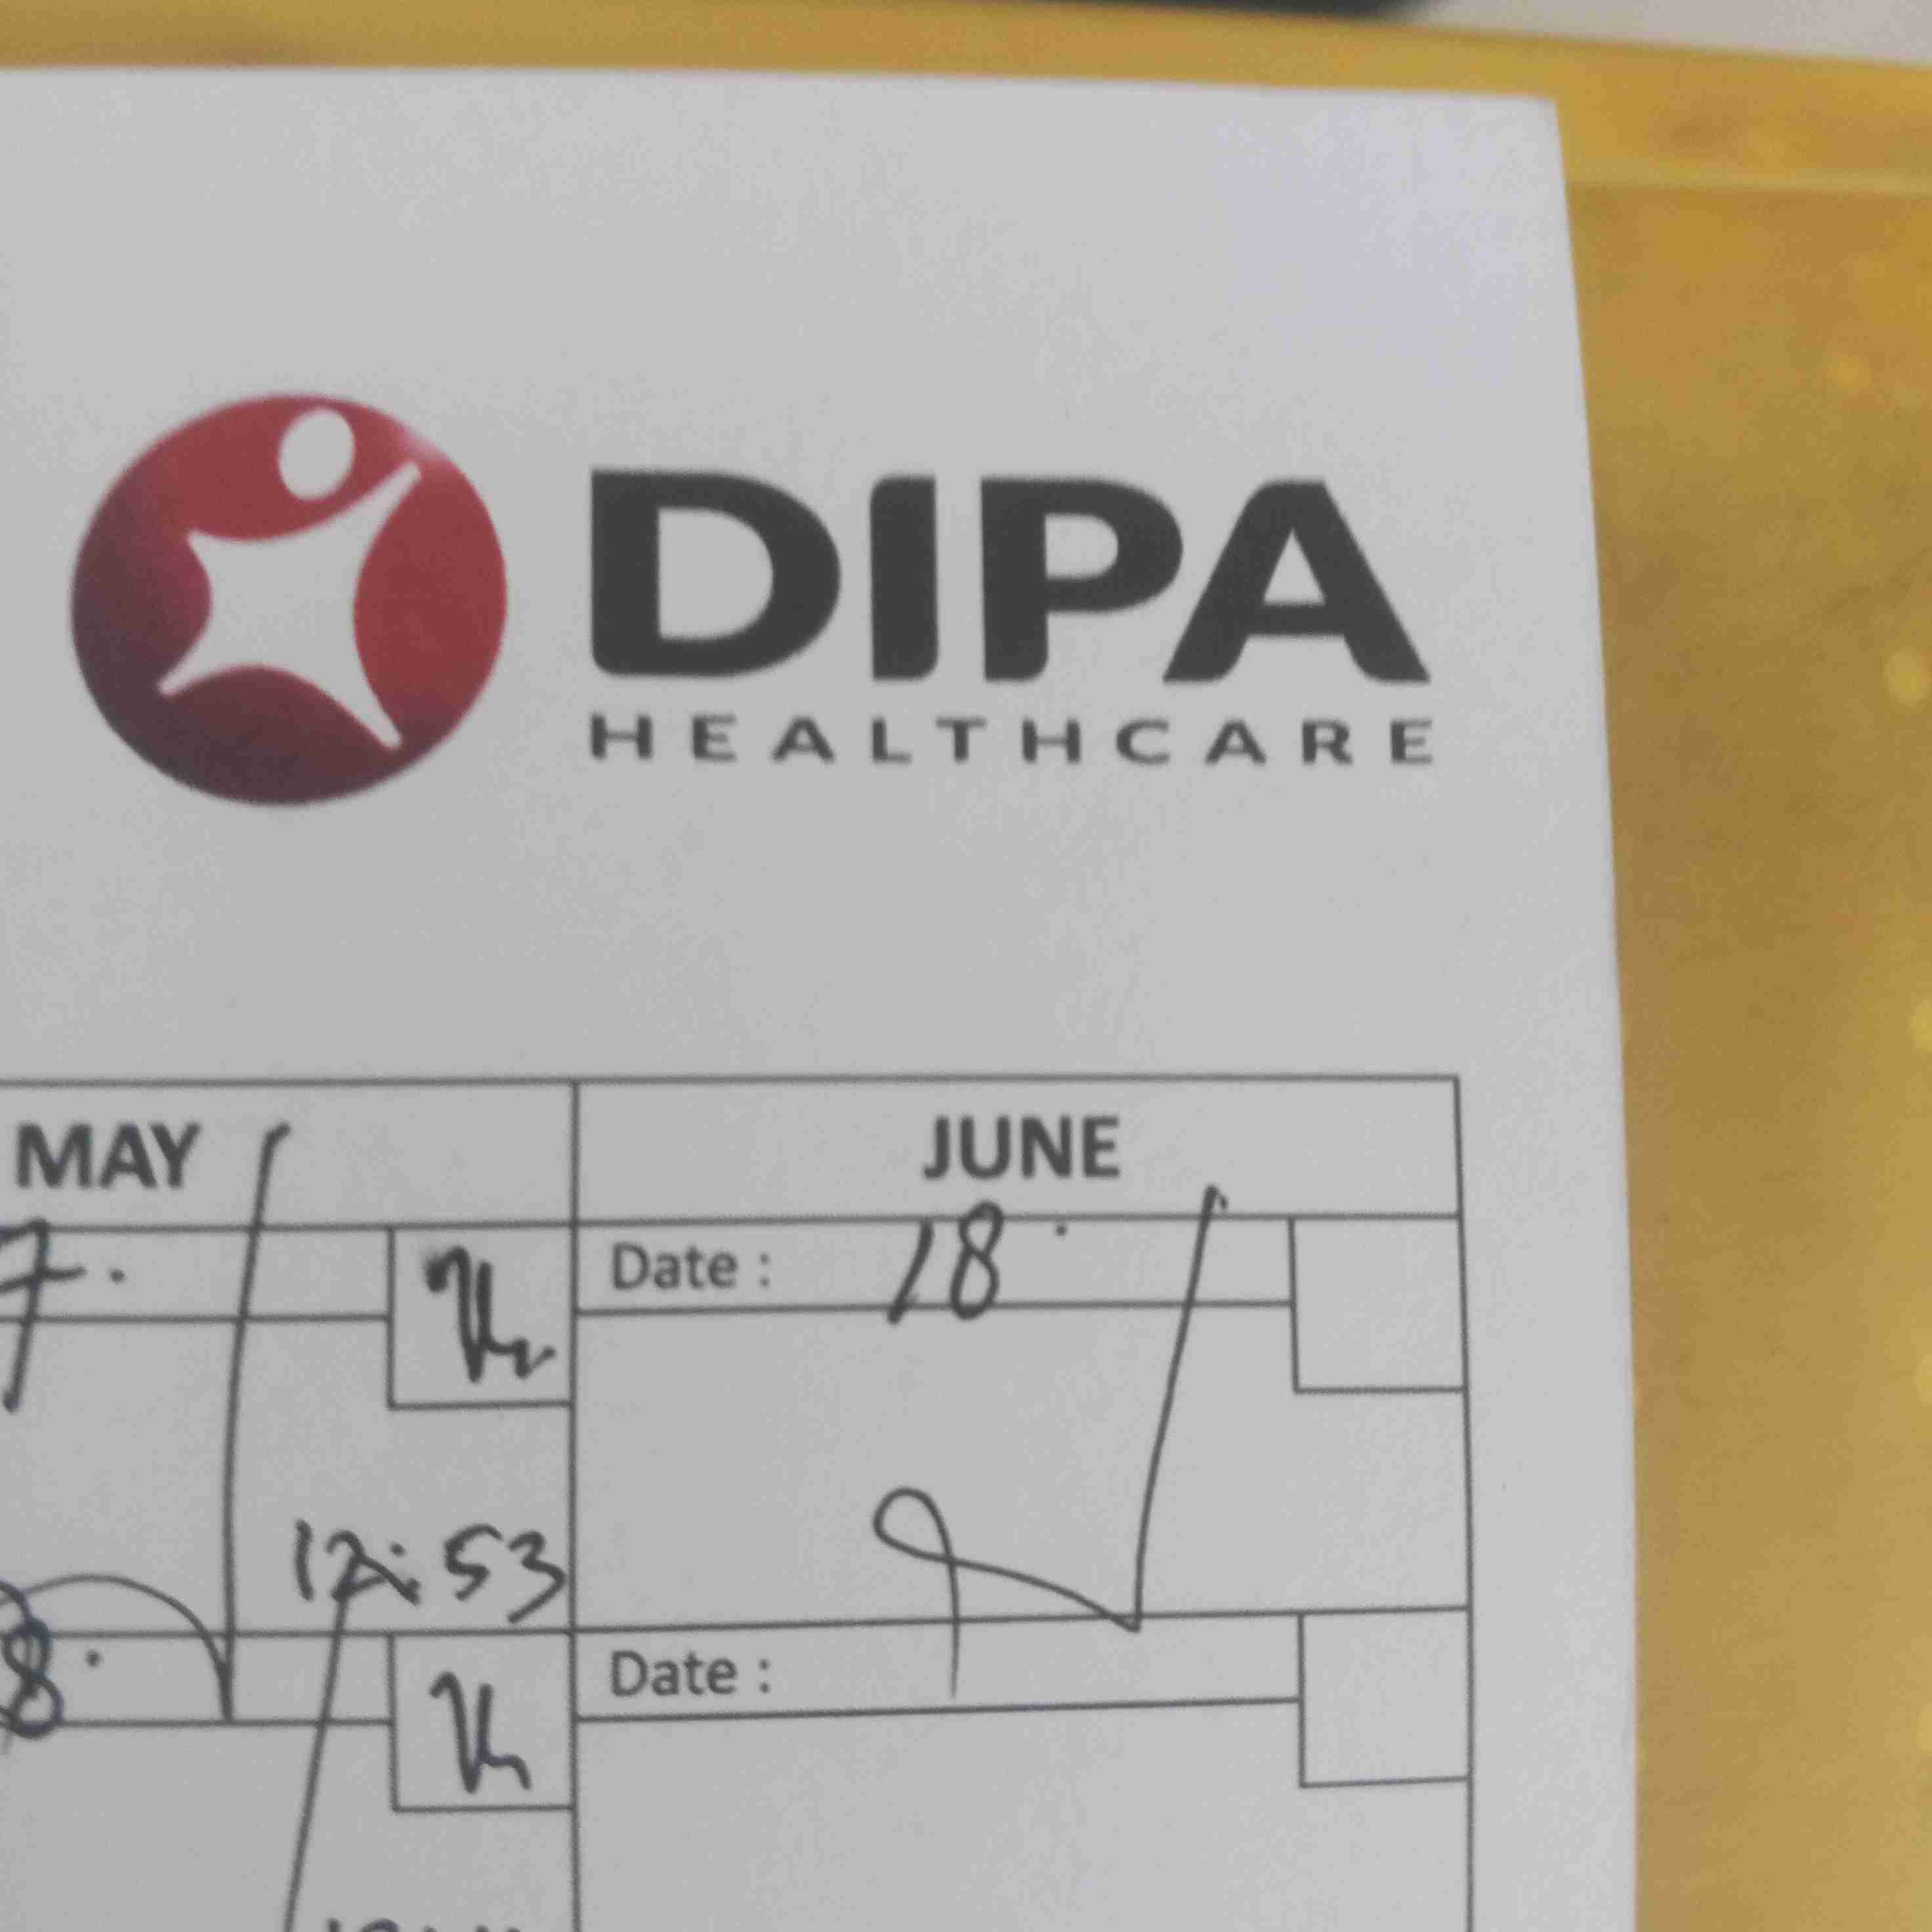 DIPA
HEALTHCARE
MAY
JUNE
7.
Date : 18
12:53
8.
Date :